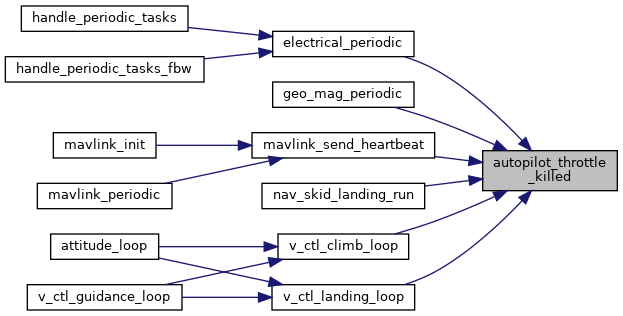 handle_periodic_tasks
electrical_periodic
handle_periodic_tasks_fbw
geo_mag_periodic
mavlink_init
mavlink_send_heartbeat
autopilot_throttle
_killed
mavlink_periodic
nav_skid_landing_run
attitude_loop
v_ctl_climb_loop
v_ctl_guidance_loop
v_ctl_landing_loop